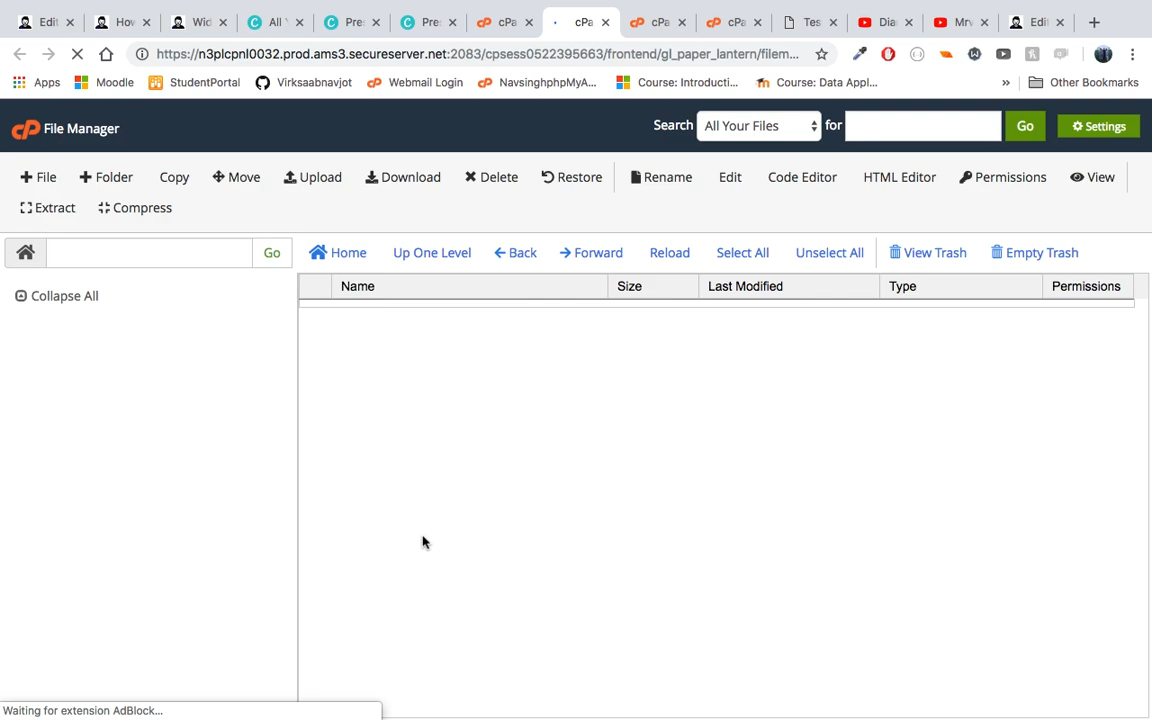 Edit
How
Wid
All
Pres
Pres
cPa
cPa
cPa
cPa
Tes
Dia
Mrv
Edit
https://n3plcpnl0032.prod.ams3.secureserver.net:2083/cpsess0522395663/frontend/gl_paper_lantern/filem...
Apps Moodle StudentPortal Virksaabnavjot Webmail Login NavsinghphpMyA... Course: Introducti... Course: Data Appl... » Other Bookmarks
cP File Manager Search All Your Files for Go Settings
File Folder Copy Move Upload Download Delete Restore Rename Edit Code Editor HTML Editor Permissions View
Extract Compress
Go Home Up One Level Back Forward Reload Select All Unselect All View Trash Empty Trash
Name Size Last Modified Type Permissions
Collapse All
Waiting for extension AdBlock...